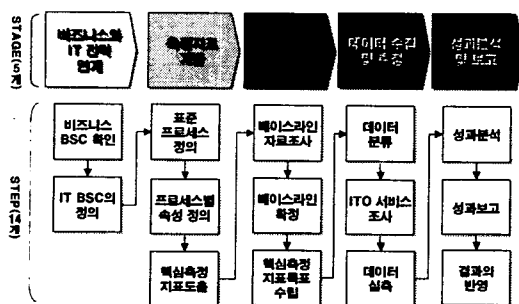 STAGE(5개)
비즈니스와
IT 전략
연계
측정지표
데이터 수집
및 측정
성과분석
및 보고
STEP(14개)
비즈니스
BSC 확인
IT BSC의
정의
표준
프로세스
정의
프로세스별
속성 정의
핵심측정
지표도출
베이스라인
자료조사
베이스라인
확정
핵심측정
지표목표
수립
데이터
분류
ITO 서비스
조사
데이터
실측
성과분석
성과보고
결과의
반영